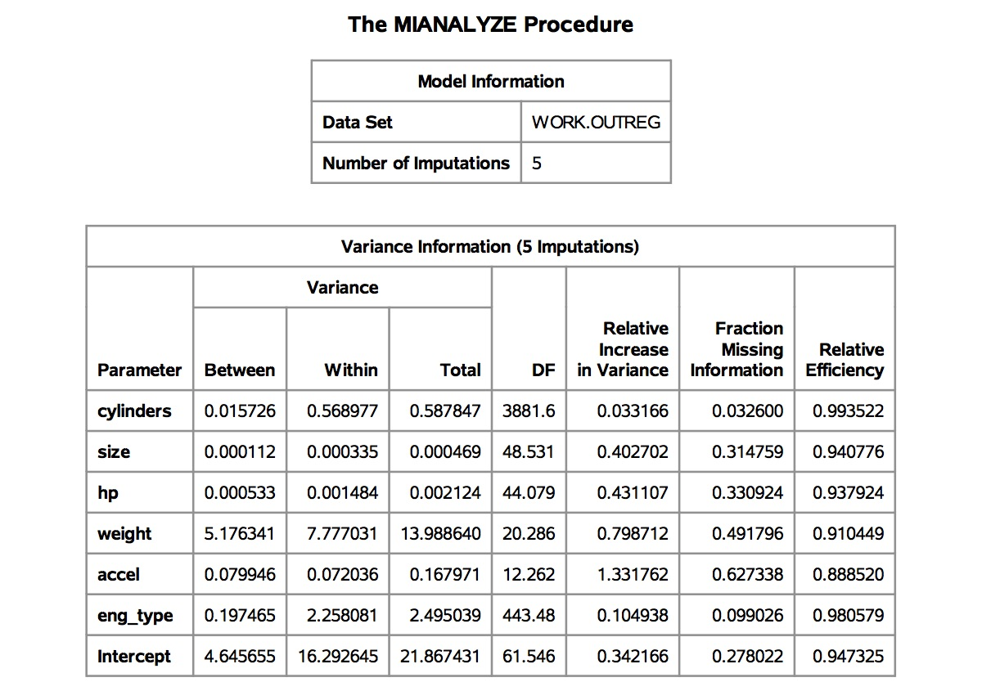 The MIANALYZE Procedure
Model Information
Data Set WORK.OUTREG
Number of Imputations 5
Variance Information (5 Imputations)
Parameter Variance DF Relative Increase in Variance Fraction Missing Information Relative Efficiency
Between Within Total
cylinders 0.015726 0.568977 0.587847 3881.6 0.033166 0.032600 0.993522
size 0.000112 0.000335 0.000469 48.531 0.402702 0.314759 0.940776
hp 0.000533 0.001484 0.002124 44.079 0.431107 0.330924 0.937924
weight 5.176341 7.777031 13.988640 20.286 0.798712 0.491796 0.910449
accel 0.079946 0.072036 0.167971 12.262 1.331762 0.627338 0.888520
eng_type 0.197465 2.258081 2.495039 443.48 0.104938 0.099026 0.980579
Intercept 4.645655 16.292645 21.867431 61.546 0.342166 0.278022 0.947325